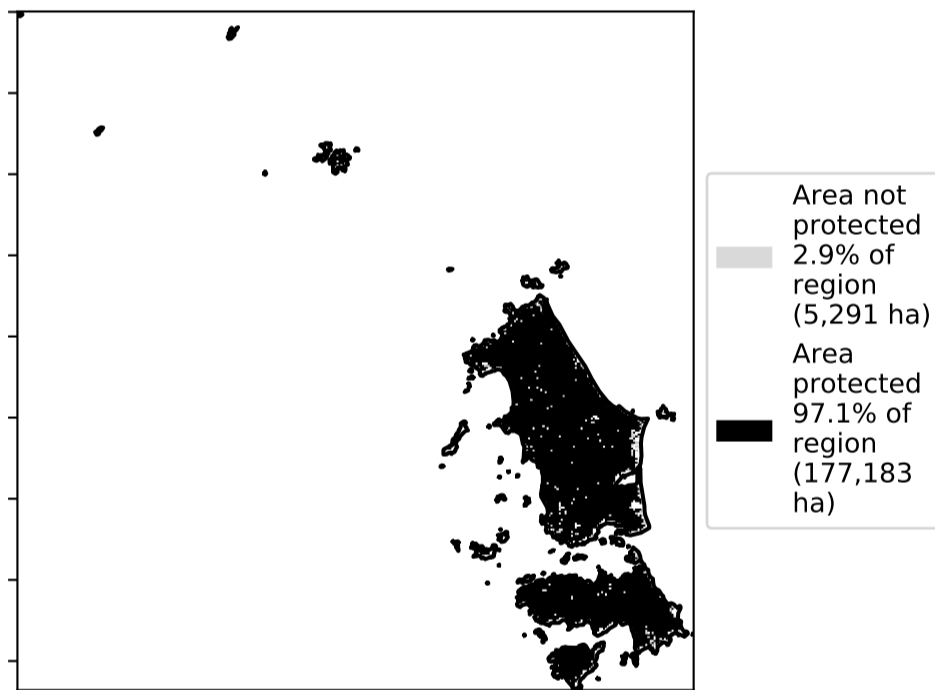 Area not
protected
2.9% of
region
(5,291 ha)
Area
protected
97.1% of
region
(177,183
ha)